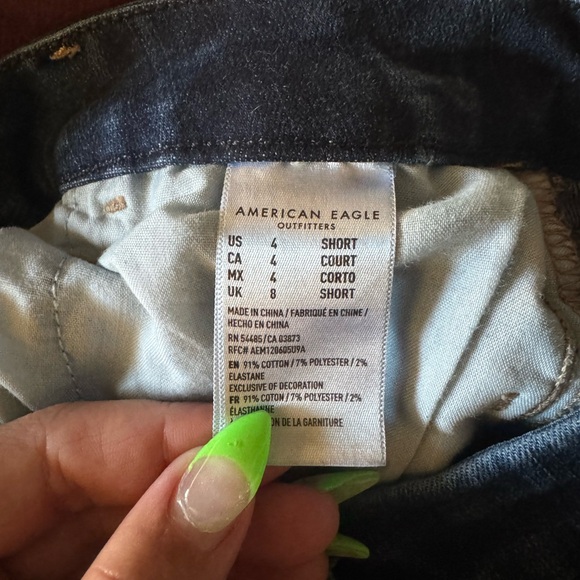 AMERICAN EAGLE
OUTFITTERS
US 4 SHORT
CA 4 COURT
MX 4 CORTO
UK 8 SHORT
MADE IN CHINA / FABRIQUÉ EN CHINE /
HECHO EN CHINA
RN 54485/CA 03873
RFC# AEM120605U9A
EN 91% COTTON / 7% POLYESTER / 2%
ELASTANE
EXCLUSIVE OF DECORATION
FR 91% COTON / 7% POLYESTER / 2%
ÉLASTHANNE
DE LA GARNITURE